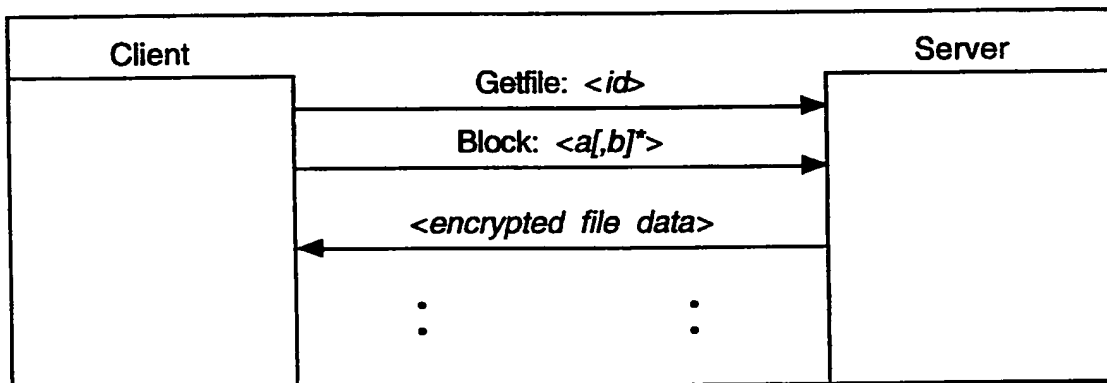 Client
Server
Getfile: <id>
Block: <a[,b]*>
<encrypted file data>